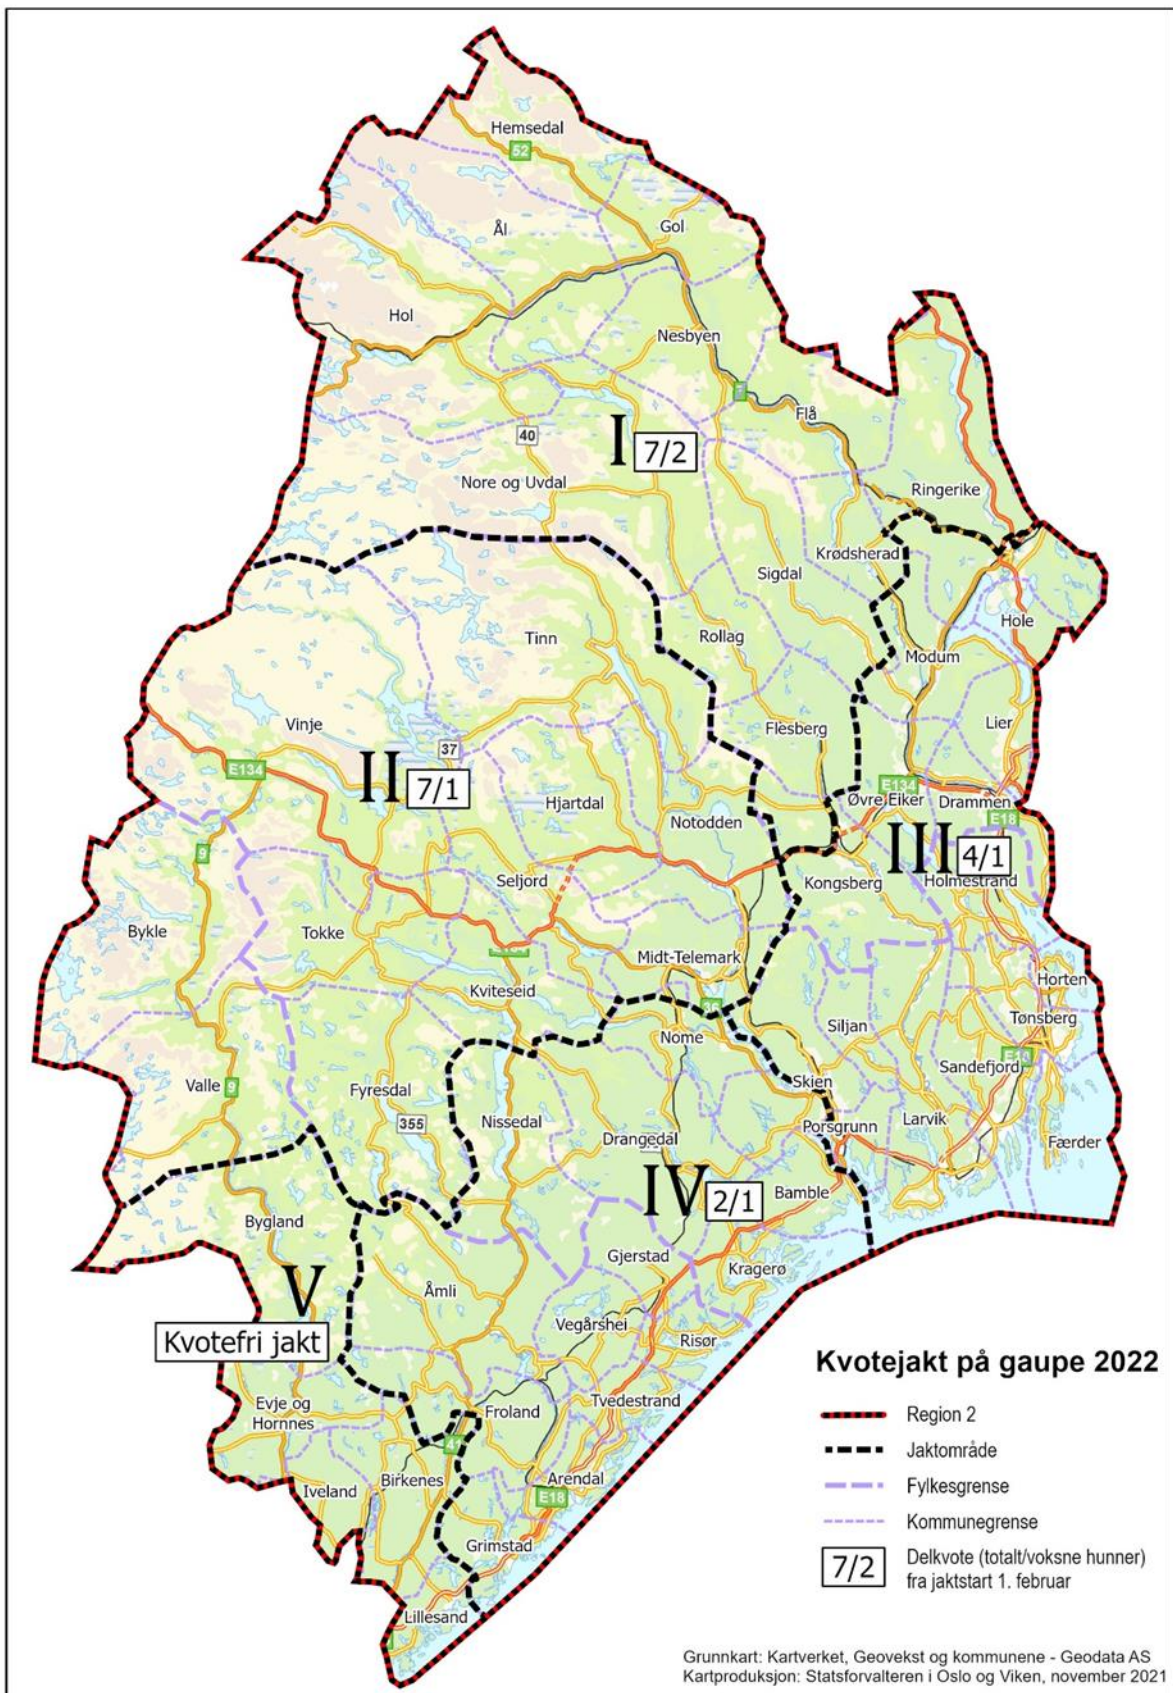 Hemsedal
52
Ål
Gol
Hol
Nesbyen
Flå
40
I
7/2
Nore og Uvdal
Ringerike
Krødsherad
Sigdal
Hole
Tinn
Rollag
Modum
Vinje
Flesberg
Lier
37
E134
II
7/1
E134
Hjartdal
Øvre Eiker
Drammen
Notodden
E18
9
III
4/1
Seljord
Kongsberg
Holmestrand
Bykle
Tokke
Midt-Telemark
Kviteseid
36
Horten
Nome
Siljan
Tønsberg
Valle
9
Fyresdal
Skien
Sandefjord
355
Nissedal
Drangedal
Porsgrunn
Larvik
Færder
IV
2/1
Bamble
Bygland
Gjerstad
Kragerø
V
Åmli
Kvotefri jakt
Vegårshei
Risør
Evje og
Hornnes
Froland
Tvedestrand
41
Iveland
Birkenes
Arendal
E18
Grimstad
Lillesand
Kvotejakt på gaupe 2022
Region 2
Jaktområde
Fylkesgrense
Kommunegrense
7/2
Delkvote (totalt/voksne hunner)
fra jaktstart 1. februar
Grunnkart: Kartverket, Geovekst og kommunene - Geodata AS
Kartproduksjon: Statsforvalteren i Oslo og Viken, november 2021